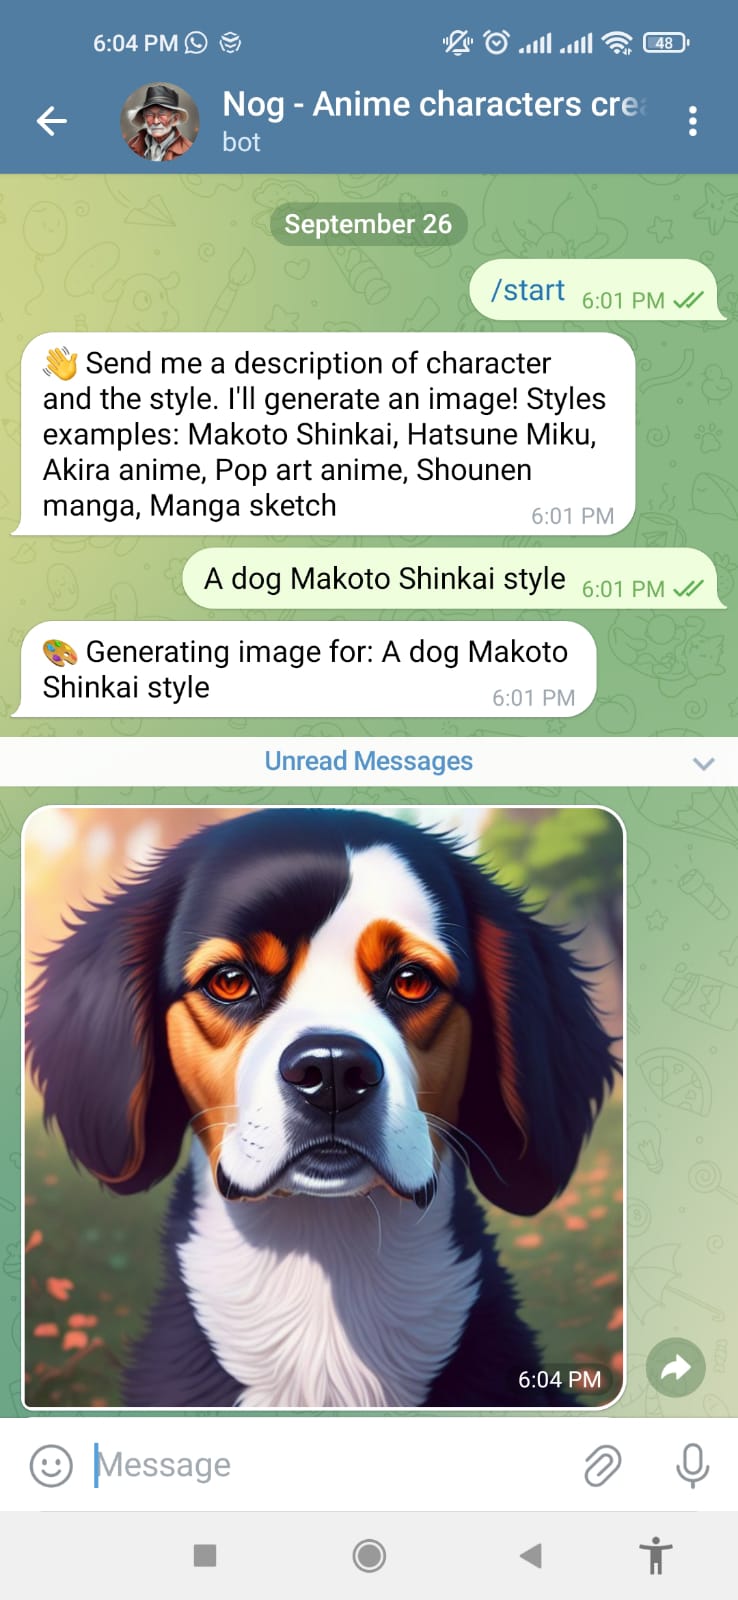 6:04 PM
48
Nog - Anime characters cre
bot
September 26
/start 6:01 PM
👋 Send me a description of character
and the style. I'll generate an image! Styles
examples: Makoto Shinkai, Hatsune Miku,
Akira anime, Pop art anime, Shounen
manga, Manga sketch
6:01 PM
A dog Makoto Shinkai style 6:01 PM
🎨 Generating image for: A dog Makoto
Shinkai style
6:01 PM
Unread Messages
6:04 PM
Message